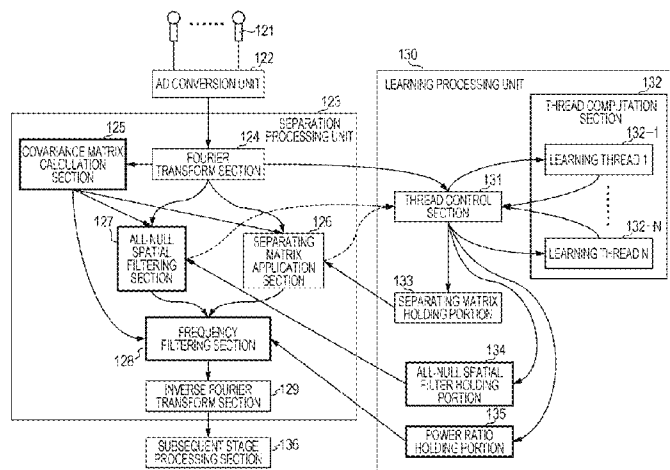 121
122
AD CONVERSION UNIT
123
SEPARATION
PROCESSING UNIT
125
COVARIANCE MATRIX
CALCULATION
SECTION
124
FOURIER
TRANSFORM SECTION
127
ALL-NULL
SPATIAL
FILTERING
SECTION
126
SEPARATING
MATRIX
APPLICATION
SECTION
FREQUENCY
FILTERING SECTION
128
INVERSE FOURIER
TRANSFORM SECTION
129
SUBSEQUENT STAGE
PROCESSING SECTION
136
130
LEARNING PROCESSING UNIT
132
THREAD COMPUTATION
SECTION
132-1
LEARNING THREAD 1
132-N
LEARNING THREAD N
131
THREAD CONTROL
SECTION
133
SEPARATING MATRIX
HOLDING PORTION
134
ALL-NULL SPATIAL
FILTER HOLDING
PORTION
135
POWER RATIO
HOLDING PORTION